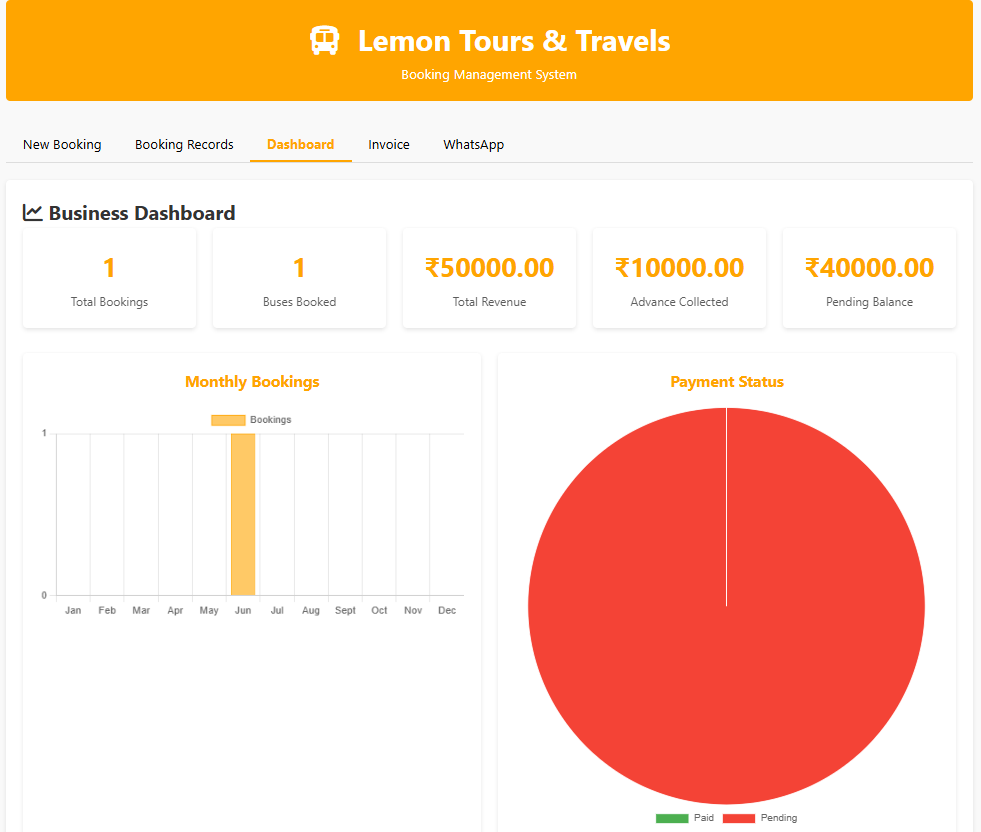 Lemon Tours & Travels
Booking Management System
New Booking Booking Records Dashboard Invoice WhatsApp
Business Dashboard
1 1 ₹50000.00 ₹10000.00 ₹40000.00
Total Bookings Buses Booked Total Revenue Advance Collected Pending Balance
Monthly Bookings
Bookings
1
0
Jan Feb Mar Apr May Jun Jul Aug Sept Oct Nov Dec
Payment Status
Paid Pending